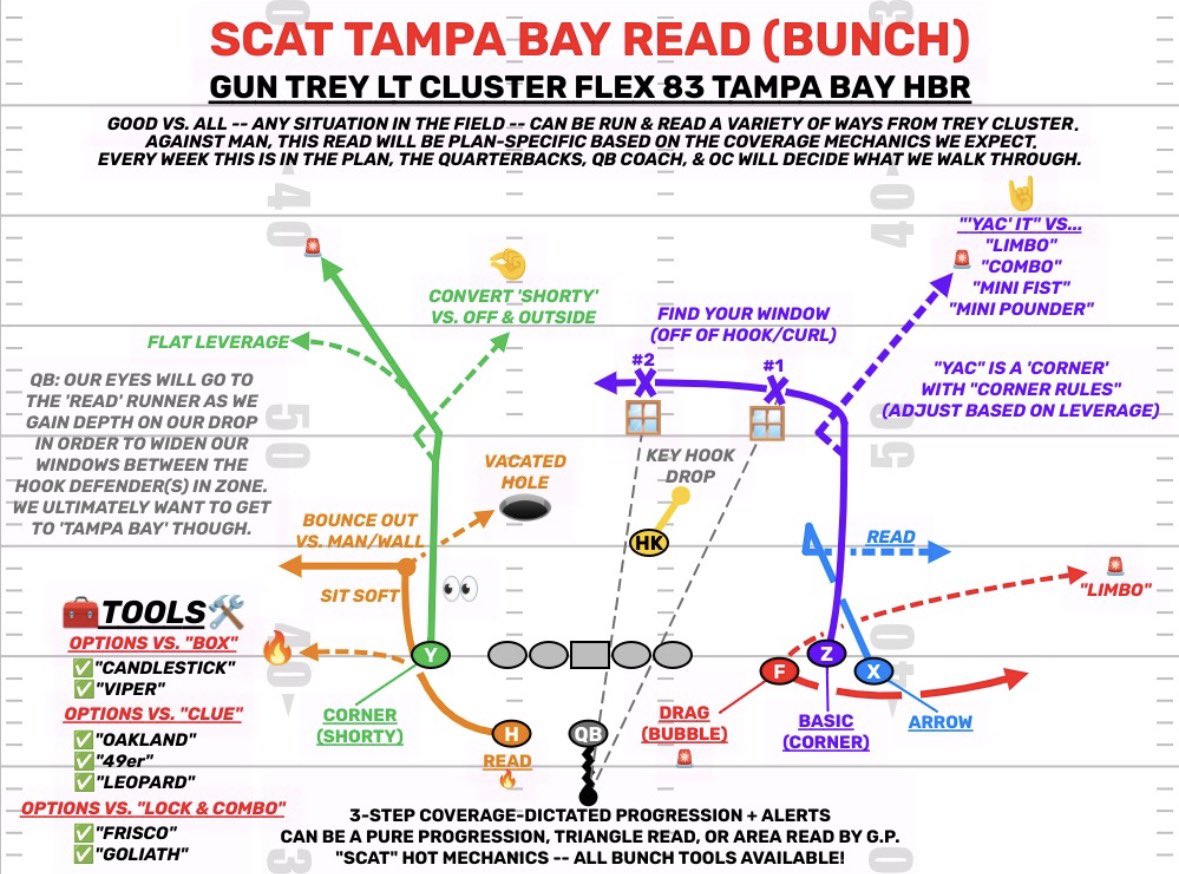 SCAT TAMPA BAY READ (BUNCH)
GUN TREY LT CLUSTER FLEX 83 TAMPA BAY HBR
GOOD VS. ALL -- ANY SITUATION IN THE FIELD -- CAN BE RUN & READ A VARIETY OF WAYS FROM TREY CLUSTER.
AGAINST MAN, THIS READ WILL BE PLAN-SPECIFIC BASED ON THE COVERAGE MECHANICS WE EXPECT.
EVERY WEEK THIS IS IN THE PLAN, THE QUARTERBACKS, QB COACH, & OC WILL DECIDE WHAT WE WALK THROUGH.
"'YAC' IT" VS...
"LIMBO"
"COMBO"
"MINI FIST"
"MINI POUNDER"
CONVERT 'SHORTY'
VS. OFF & OUTSIDE
FLAT LEVERAGE
FIND YOUR WINDOW
(OFF OF HOOK/CURL)
#2
#1
"YAC" IS A 'CORNER'
WITH "CORNER RULES"
(ADJUST BASED ON LEVERAGE)
QB: OUR EYES WILL GO TO
THE 'READ' RUNNER AS WE
GAIN DEPTH ON OUR DROP
IN ORDER TO WIDEN OUR
WINDOWS BETWEEN THE
HOOK DEFENDER(S) IN ZONE.
WE ULTIMATELY WANT TO GET
TO 'TAMPA BAY' THOUGH.
VACATED
HOLE
KEY HOOK
DROP
HK
BOUNCE OUT
VS. MAN/WALL
SIT SOFT
READ
"LIMBO"
TOOLS
OPTIONS VS. "BOX"
"CANDLESTICK"
"VIPER"
OPTIONS VS. "CLUE"
"OAKLAND"
"49er"
"LEOPARD"
OPTIONS VS. "LOCK & COMBO"
"FRISCO"
"GOLIATH"
Y
F
Z
X
H
QB
CORNER
(SHORTY)
READ
DRAG
(BUBBLE)
BASIC
(CORNER)
ARROW
3-STEP COVERAGE-DICTATED PROGRESSION + ALERTS
CAN BE A PURE PROGRESSION, TRIANGLE READ, OR AREA READ BY G.P.
"SCAT" HOT MECHANICS -- ALL BUNCH TOOLS AVAILABLE!
40
40
50
50
40
40
3
3
0
0